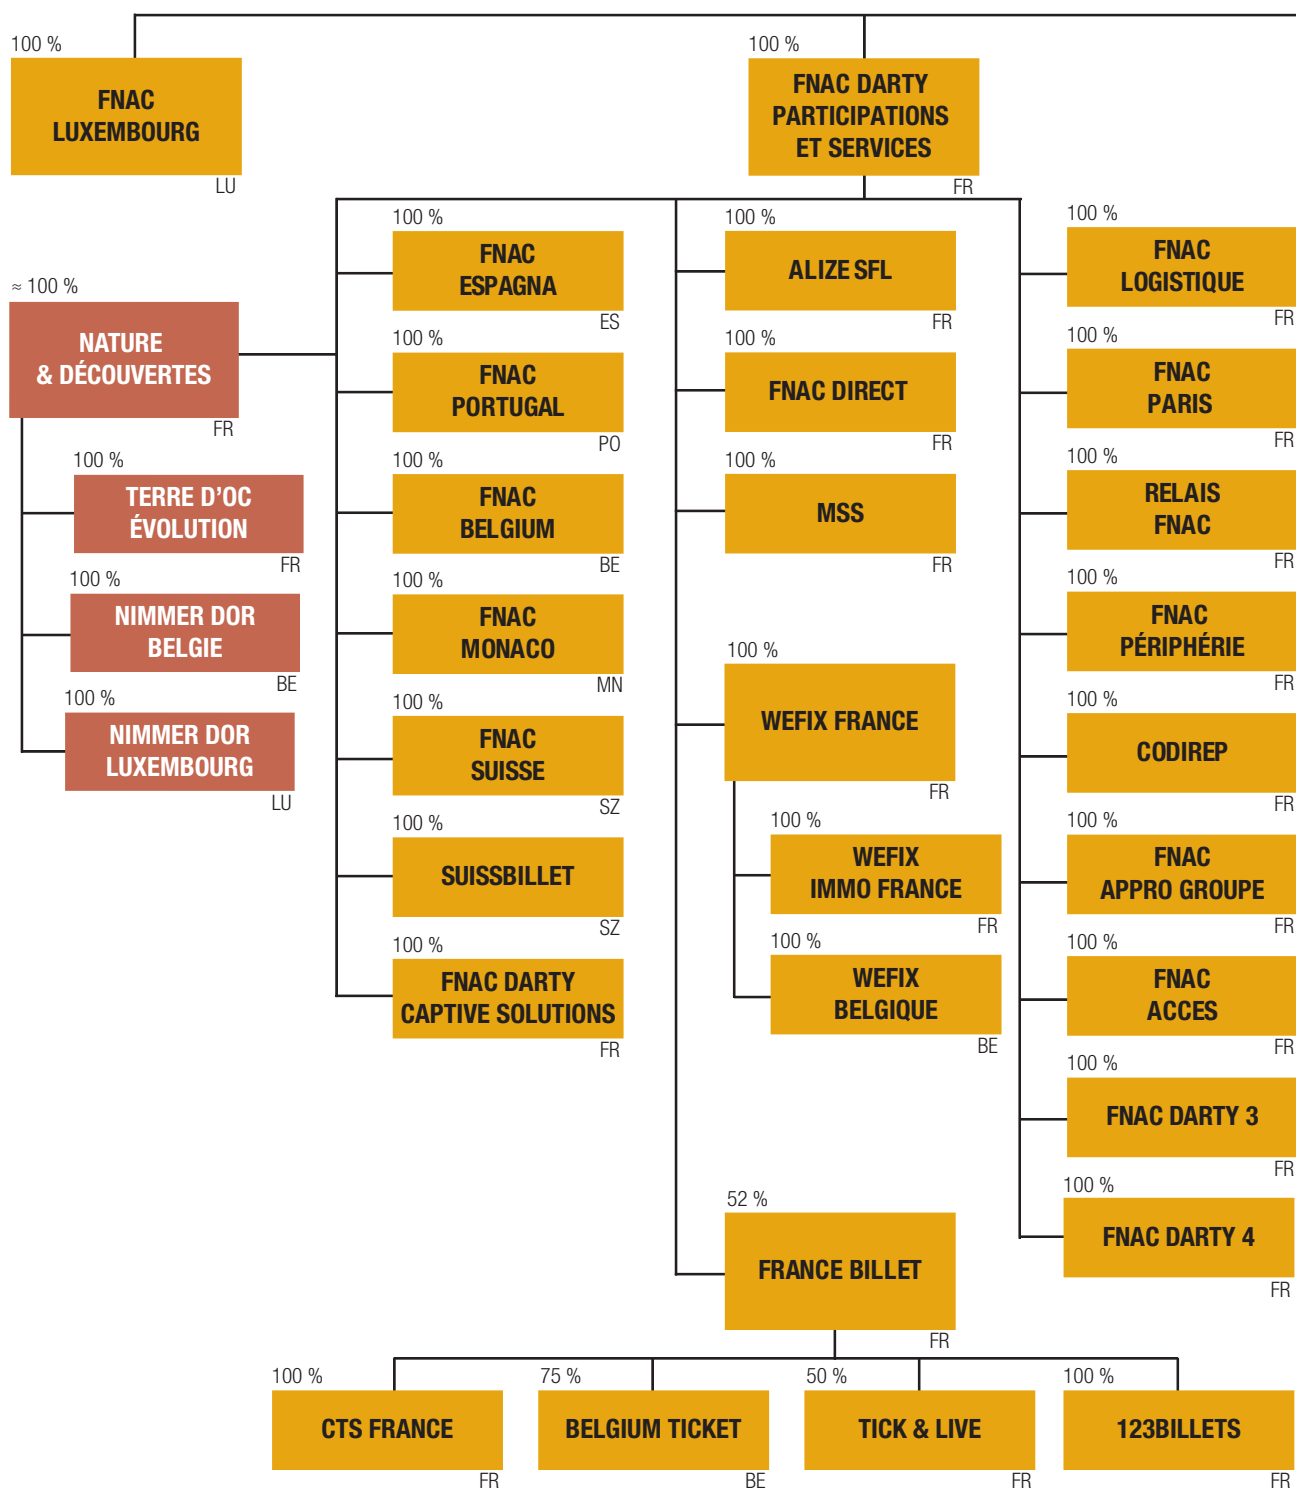 100 %
FNAC
LUXEMBOURG
LU
100 %
FNAC DARTY
PARTICIPATIONS
ET SERVICES
FR
≈ 100 %
NATURE
& DÉCOUVERTES
FR
100 %
TERRE D'OC
ÉVOLUTION
FR
100 %
NIMMER DOR
BELGIE
BE
100 %
NIMMER DOR
LUXEMBOURG
LU
100 %
FNAC
ESPAGNA
ES
100 %
FNAC
PORTUGAL
PO
100 %
FNAC
BELGIUM
BE
100 %
FNAC
MONACO
MN
100 %
FNAC
SUISSE
SZ
100 %
SUISSBILLET
SZ
100 %
FNAC DARTY
CAPTIVE SOLUTIONS
FR
100 %
ALIZE SFL
FR
100 %
FNAC DIRECT
FR
100 %
MSS
FR
100 %
WEFIX FRANCE
FR
100 %
WEFIX
IMMO FRANCE
FR
100 %
WEFIX
BELGIQUE
BE
52 %
FRANCE BILLET
FR
100 %
FNAC
LOGISTIQUE
FR
100 %
FNAC
PARIS
FR
100 %
RELAIS
FNAC
FR
100 %
FNAC
PÉRIPHÉRIE
FR
100 %
CODIREP
FR
100 %
FNAC
APPRO GROUPE
FR
100 %
FNAC
ACCES
FR
100 %
FNAC DARTY 3
FR
100 %
FNAC DARTY 4
FR
100 %
CTS FRANCE
FR
75 %
BELGIUM TICKET
BE
50 %
TICK & LIVE
FR
100 %
123BILLETS
FR